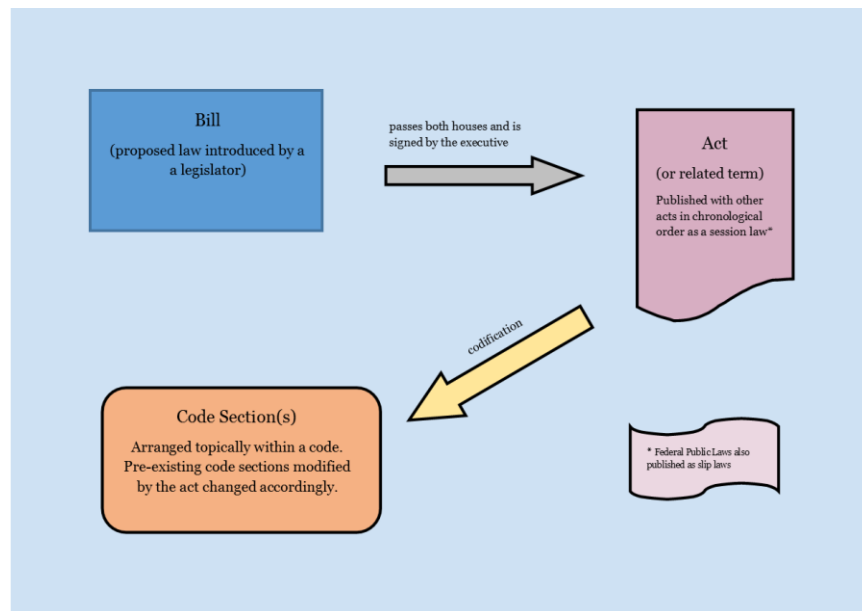 Bill
(proposed law introduced by a
a legislator)
passes both houses and is
signed by the executive
Act
(or related term)
Published with other
acts in chronological
order as a session law*
codification
Code Section(s)
Arranged topically within a code.
Pre-existing code sections modified
by the act changed accordingly.
* Federal Public Laws also
published as slip laws